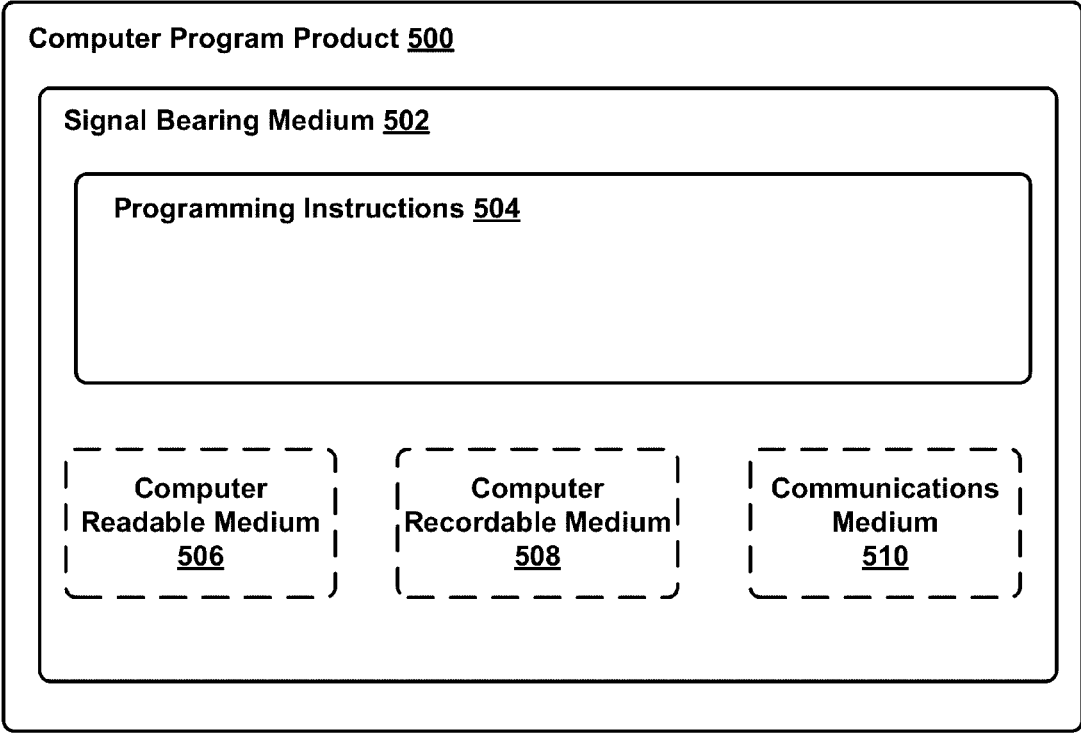 Computer Program Product 500
Signal Bearing Medium 502
Programming Instructions 504
Computer
Readable Medium
506
Computer
Recordable Medium
508
Communications
Medium
510